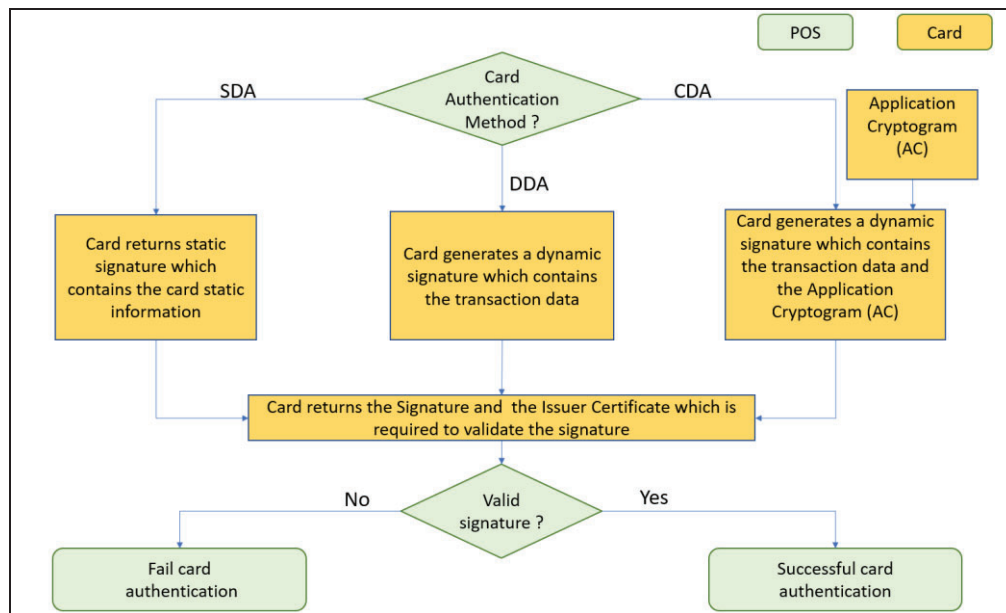 POS
Card
Card
Authentication
Method ?
SDA
CDA
DDA
Application
Cryptogram
(AC)
Card returns static
signature which
contains the card static
information
Card generates a dynamic
signature which contains
the transaction data
Card generates a dynamic
signature which contains
the transaction data and
the Application
Cryptogram (AC)
Card returns the Signature and the Issuer Certificate which is
required to validate the signature
No
Valid
signature ?
Yes
Fail card
authentication
Successful card
authentication